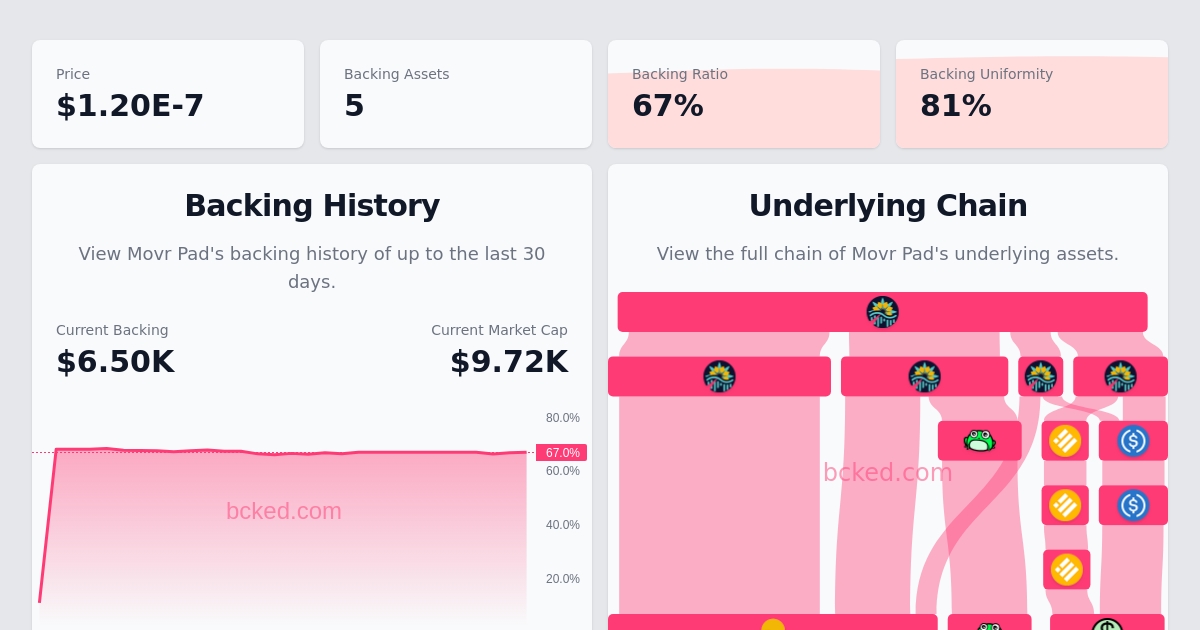 Price
$1.20E-7
Backing Assets
5
Backing Ratio
67%
Backing Uniformity
81%
Backing History
View Movr Pad's backing history of up to the last 30
days.
Current Backing
$6.50K
Current Market Cap
$9.72K
80.0%
67.0%
60.0%
40.0%
20.0%
bcked.com
Underlying Chain
View the full chain of Movr Pad's underlying assets.
bcked.com